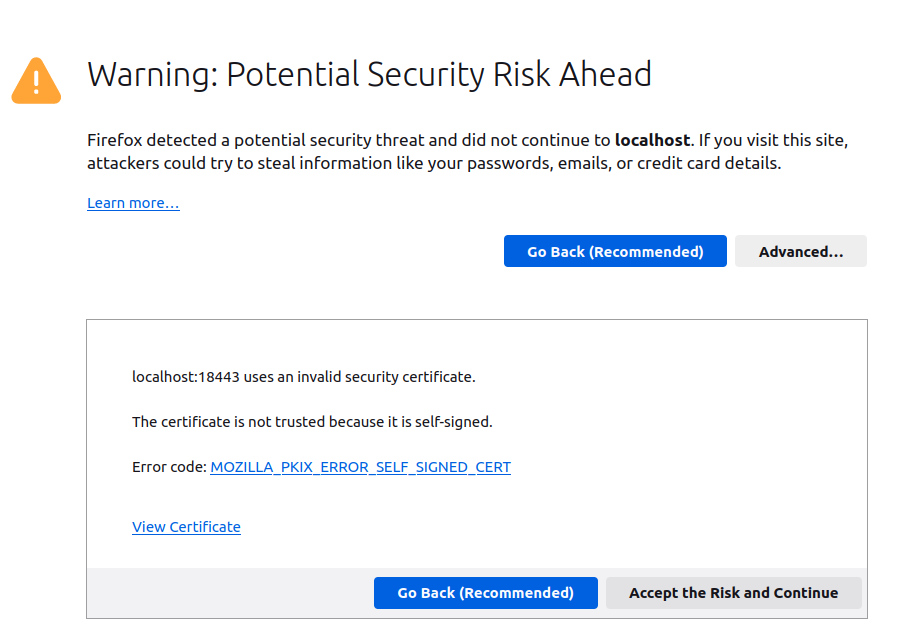 Warning: Potential Security Risk Ahead
Firefox detected a potential security threat and did not continue to localhost. If you visit this site,
attackers could try to steal information like your passwords, emails, or credit card details.
Learn more…
Go Back (Recommended)
Advanced…
localhost:18443 uses an invalid security certificate.
The certificate is not trusted because it is self-signed.
Error code: MOZILLA_PKIX_ERROR_SELF_SIGNED_CERT
View Certificate
Go Back (Recommended)
Accept the Risk and Continue